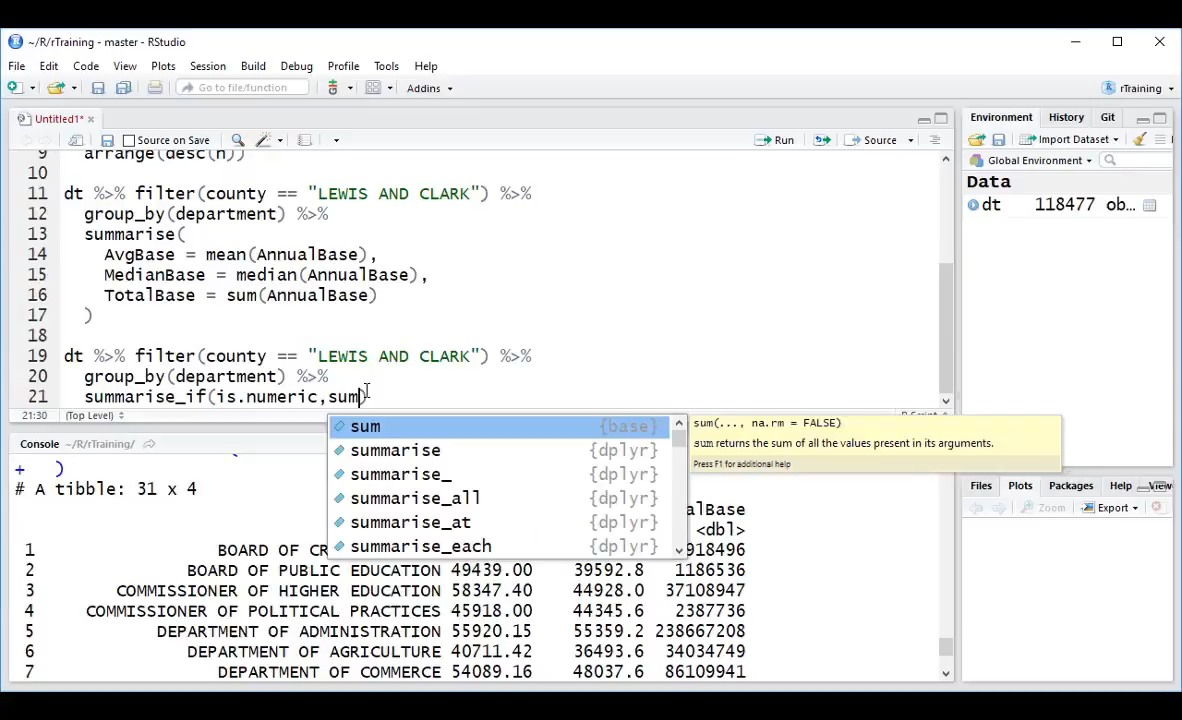 ~/R/rTraining - master - RStudio
File Edit Code View Plots Session Build Debug Profile Tools Help
Go to file/function Addins rTraining
Untitled1* Environment History Git
Source on Save Run Source Import Dataset
Global Environment
9 arrange(desc(n))
10
11 dt %>% filter(county == "LEWIS AND CLARK") %>%
12 group_by(department) %>%
13 summarise(
14 AvgBase = mean(AnnualBase),
15 MedianBase = median(AnnualBase),
16 TotalBase = sum(AnnualBase)
17 )
18
19 dt %>% filter(county == "LEWIS AND CLARK") %>%
20 group_by(department) %>%
21 summarise_if(is.numeric,sum)
Data
dt 118477 ob…
21:30 (Top Level)
sum {base}
summarise {dplyr}
summarise_ {dplyr}
summarise_all {dplyr}
summarise_at {dplyr}
summarise_each {dplyr}
sum(..., na.rm = FALSE)
sum returns the sum of all the values present in its arguments.
Press F1 for additional help
Console ~/R/rTraining/
+ )
# A tibble: 31 x 4
alBase
<dbl>
1 BOARD OF CR 918496
2 BOARD OF PUBLIC EDUCATION 49439.00 39592.8 1186536
3 COMMISSIONER OF HIGHER EDUCATION 58347.40 44928.0 37108947
4 COMMISSIONER OF POLITICAL PRACTICES 45918.00 44345.6 2387736
5 DEPARTMENT OF ADMINISTRATION 55920.15 55359.2 238667208
6 DEPARTMENT OF AGRICULTURE 40711.42 36493.6 34034749
7 DEPARTMENT OF COMMERCE 54089.16 48037.6 86109941
Files Plots Packages Help Viewer
Zoom Export